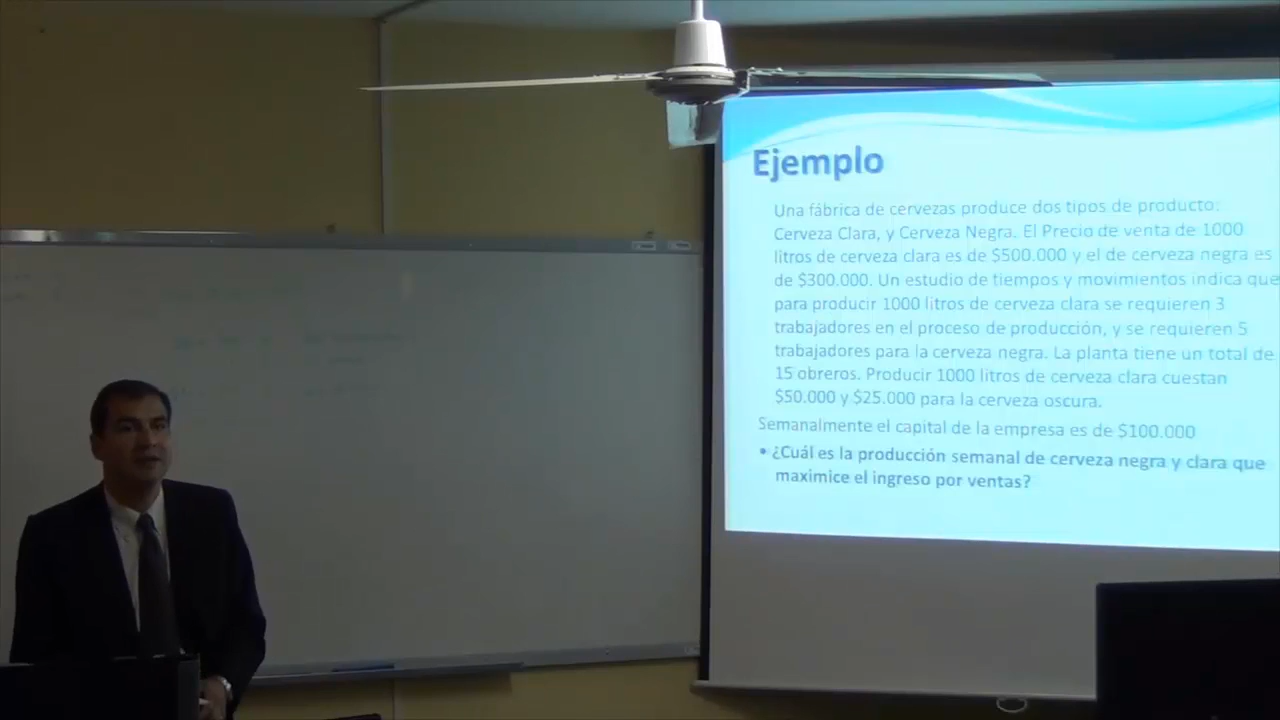 Ejemplo
Una fábrica de cervezas produce dos tipos de producto:
Cerveza Clara, y Cerveza Negra. El Precio de venta de 1000
litros de cerveza clara es de $500.000 y el de cerveza negra es
de $300.000. Un estudio de tiempos y movimientos indica que
para producir 1000 litros de cerveza clara se requieren 3
trabajadores en el proceso de producción, y se requieren 5
trabajadores para la cerveza negra. La planta tiene un total de
15 obreros. Producir 1000 litros de cerveza clara cuestan
$50.000 y $25.000 para la cerveza oscura.
Semanalmente el capital de la empresa es de $100.000
• ¿Cuál es la producción semanal de cerveza negra y clara que
maximice el ingreso por ventas?